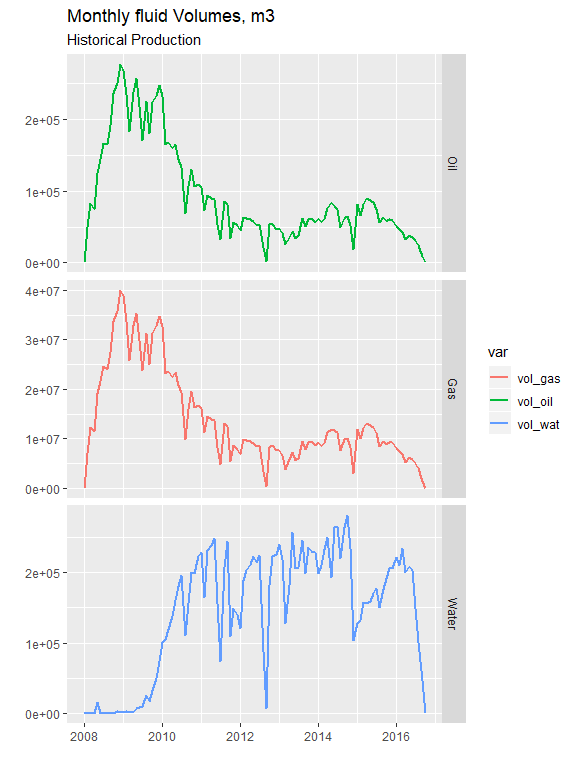 Monthly fluid Volumes, m3
Historical Production
2e+05
1e+05
0e+00
Oil
4e+07
3e+07
2e+07
1e+07
0e+00
Gas
2e+05
1e+05
0e+00
Water
2008 2010 2012 2014 2016
var
vol_gas
vol_oil
vol_wat